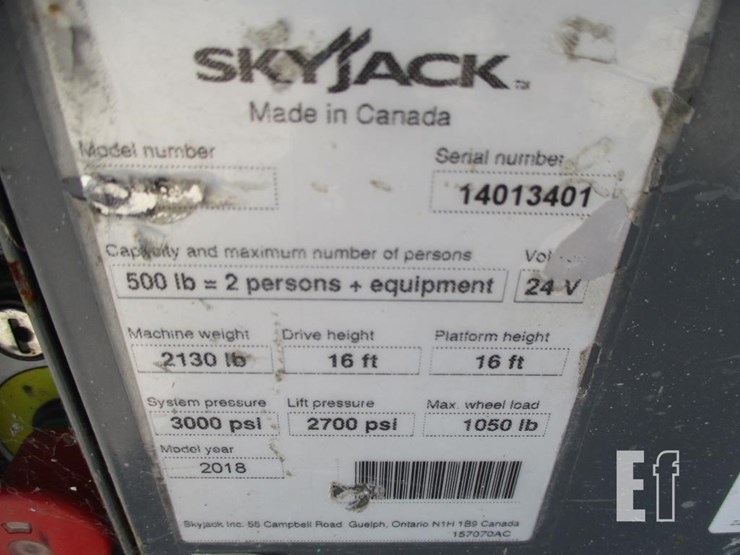 SKYJACK TM
Made in Canada
Model number Serial number
14013401
Capacity and maximum number of persons
500 lb = 2 persons + equipment 24 V
Machine weight Drive height Platform height
2130 lb 16 ft 16 ft
System pressure Lift pressure Max. wheel load
3000 psi 2700 psi 1050 lb
Model year
2018
Skyjack Inc. 55 Campbell Road Guelph, Ontario N1H 1B9 Canada
157070AC
Ef